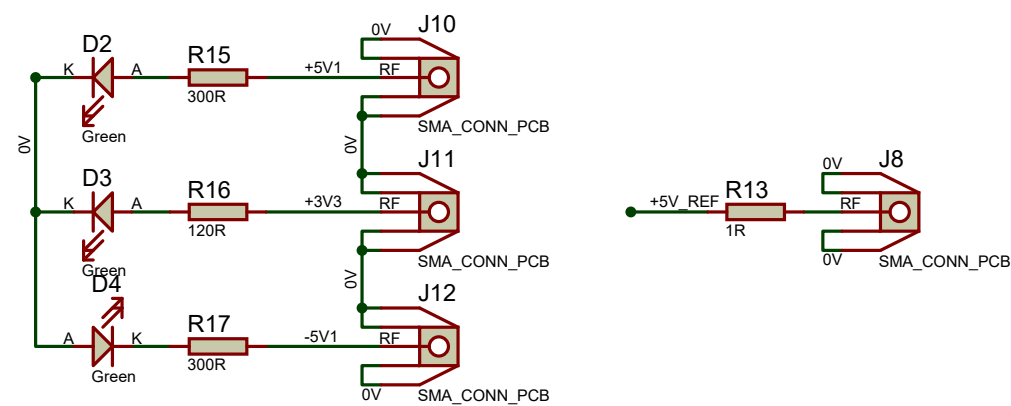 0V
J10
D2
R15
K
A
+5V1
RF
300R
Green
SMA_CONN_PCB
0V
0V
J11
D3
R16
K
A
+3V3
RF
120R
Green
SMA_CONN_PCB
0V
D4
J12
R17
A
K
-5V1
RF
300R
Green
0V
SMA_CONN_PCB
0V
J8
+5V_REF
R13
RF
1R
0V
SMA_CONN_PCB